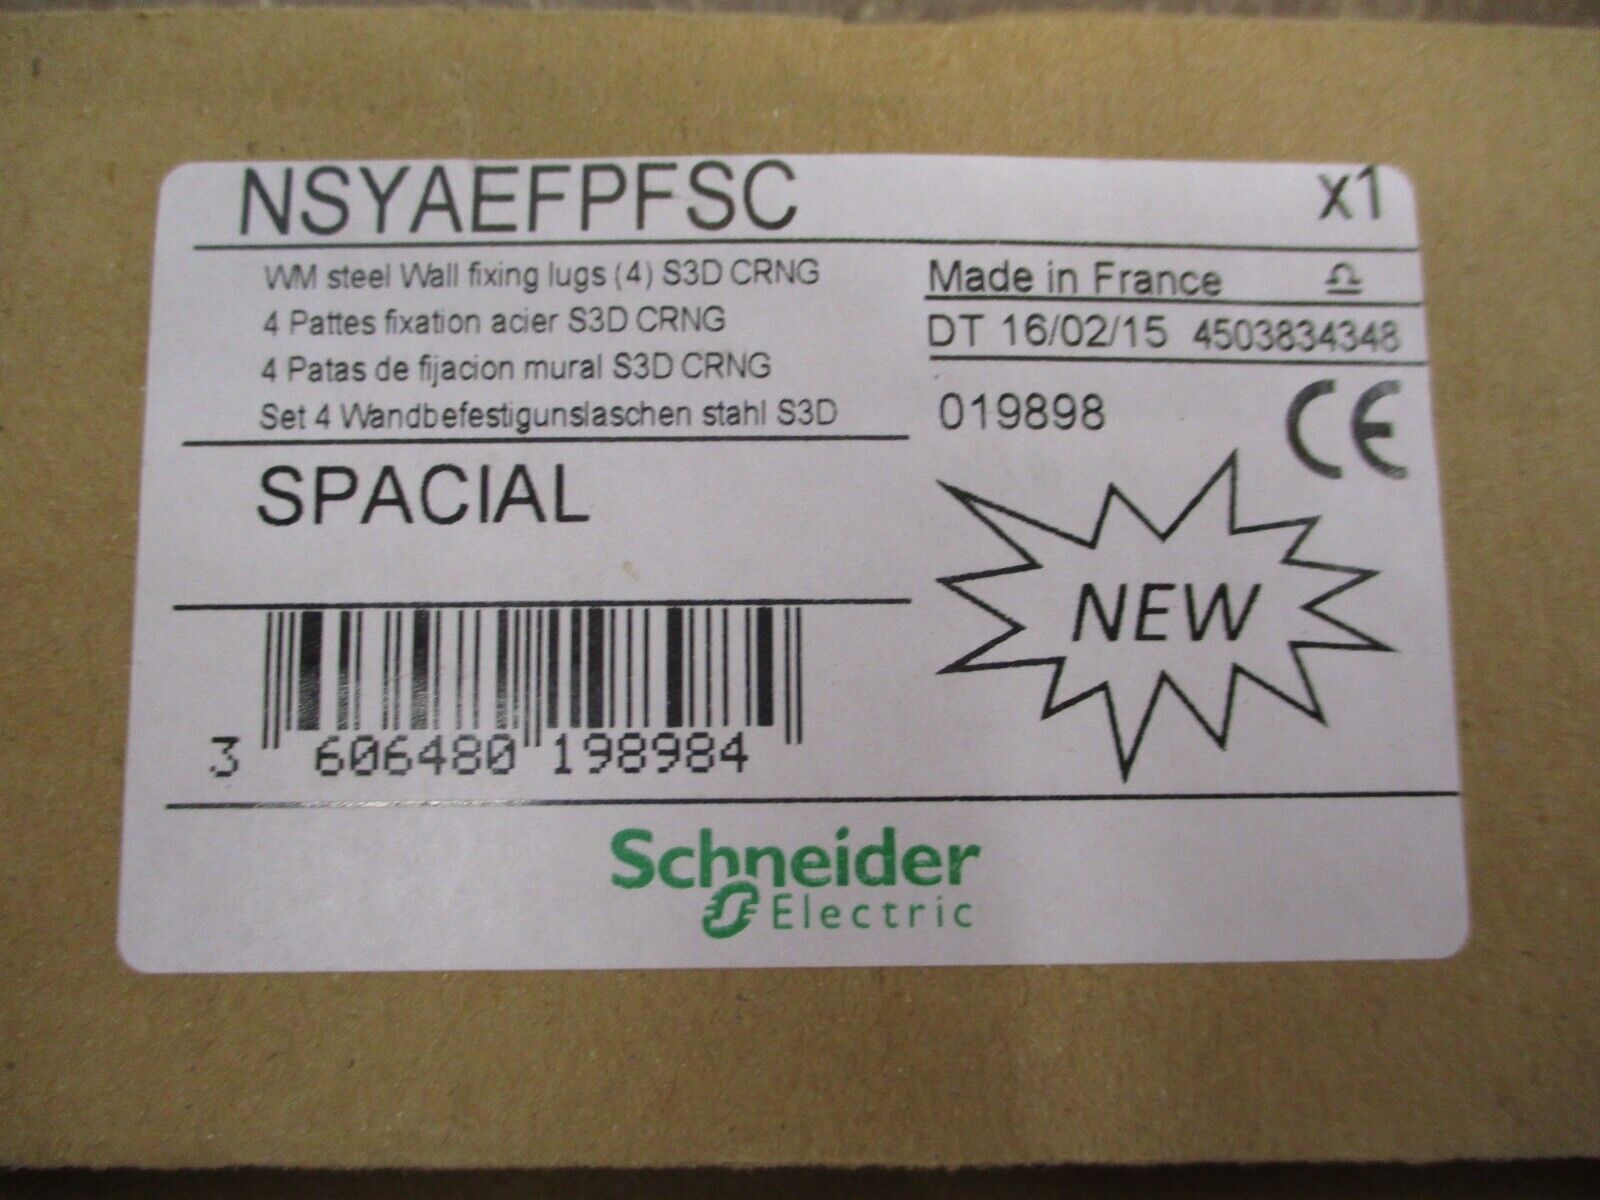 NSYAEFPFSC x1
WM steel Wall fixing lugs (4) S3D CRNG
4 Pattes fixation acier S3D CRNG
4 Patas de fijacion mural S3D CRNG
Set 4 Wandbefestigunslaschen stahl S3D
Made in France
DT 16/02/15 4503834348
019898
CE
SPACIAL
NEW
3 606480 198984
Schneider
Electric